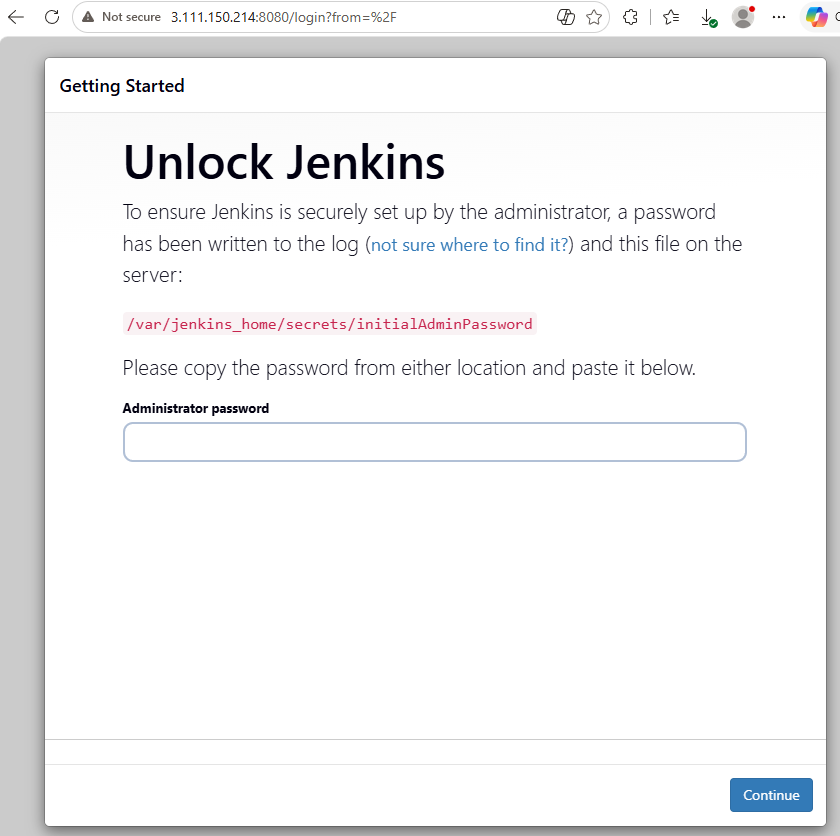 Not secure 3.111.150.214:8080/login?from=%2F
Getting Started
Unlock Jenkins
To ensure Jenkins is securely set up by the administrator, a password
has been written to the log (not sure where to find it?) and this file on the
server:
/var/jenkins_home/secrets/initialAdminPassword
Please copy the password from either location and paste it below.
Administrator password
Continue